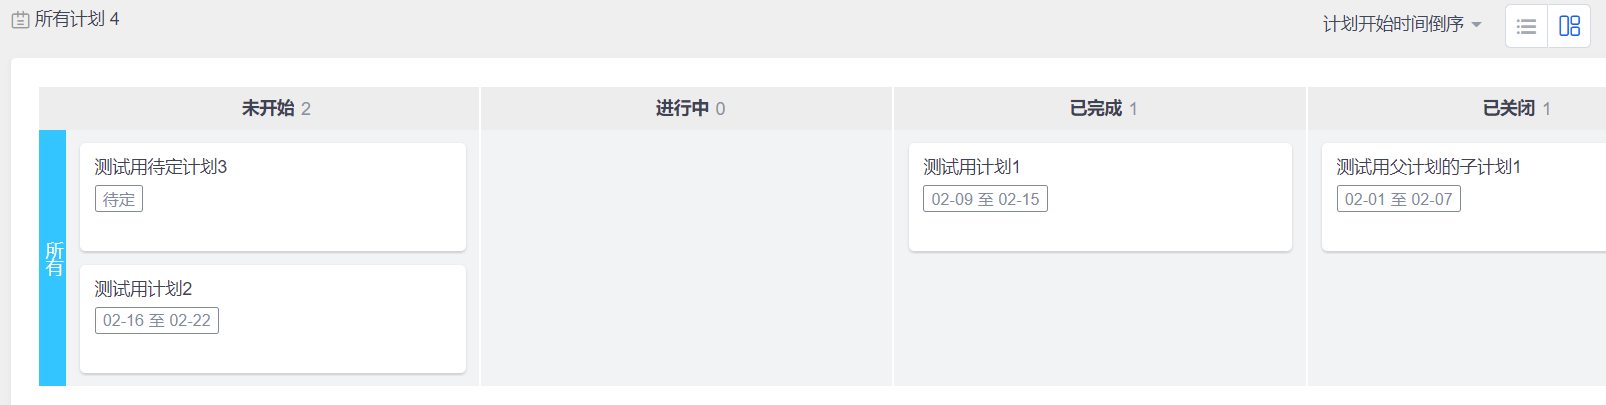 所有计划 4
计划开始时间倒序
未开始 2
进行中 0
已完成 1
已关闭 1
所有
测试用待定计划3
待定
测试用计划2
02-16 至 02-22
测试用计划1
02-09 至 02-15
测试用父计划的子计划1
02-01 至 02-07